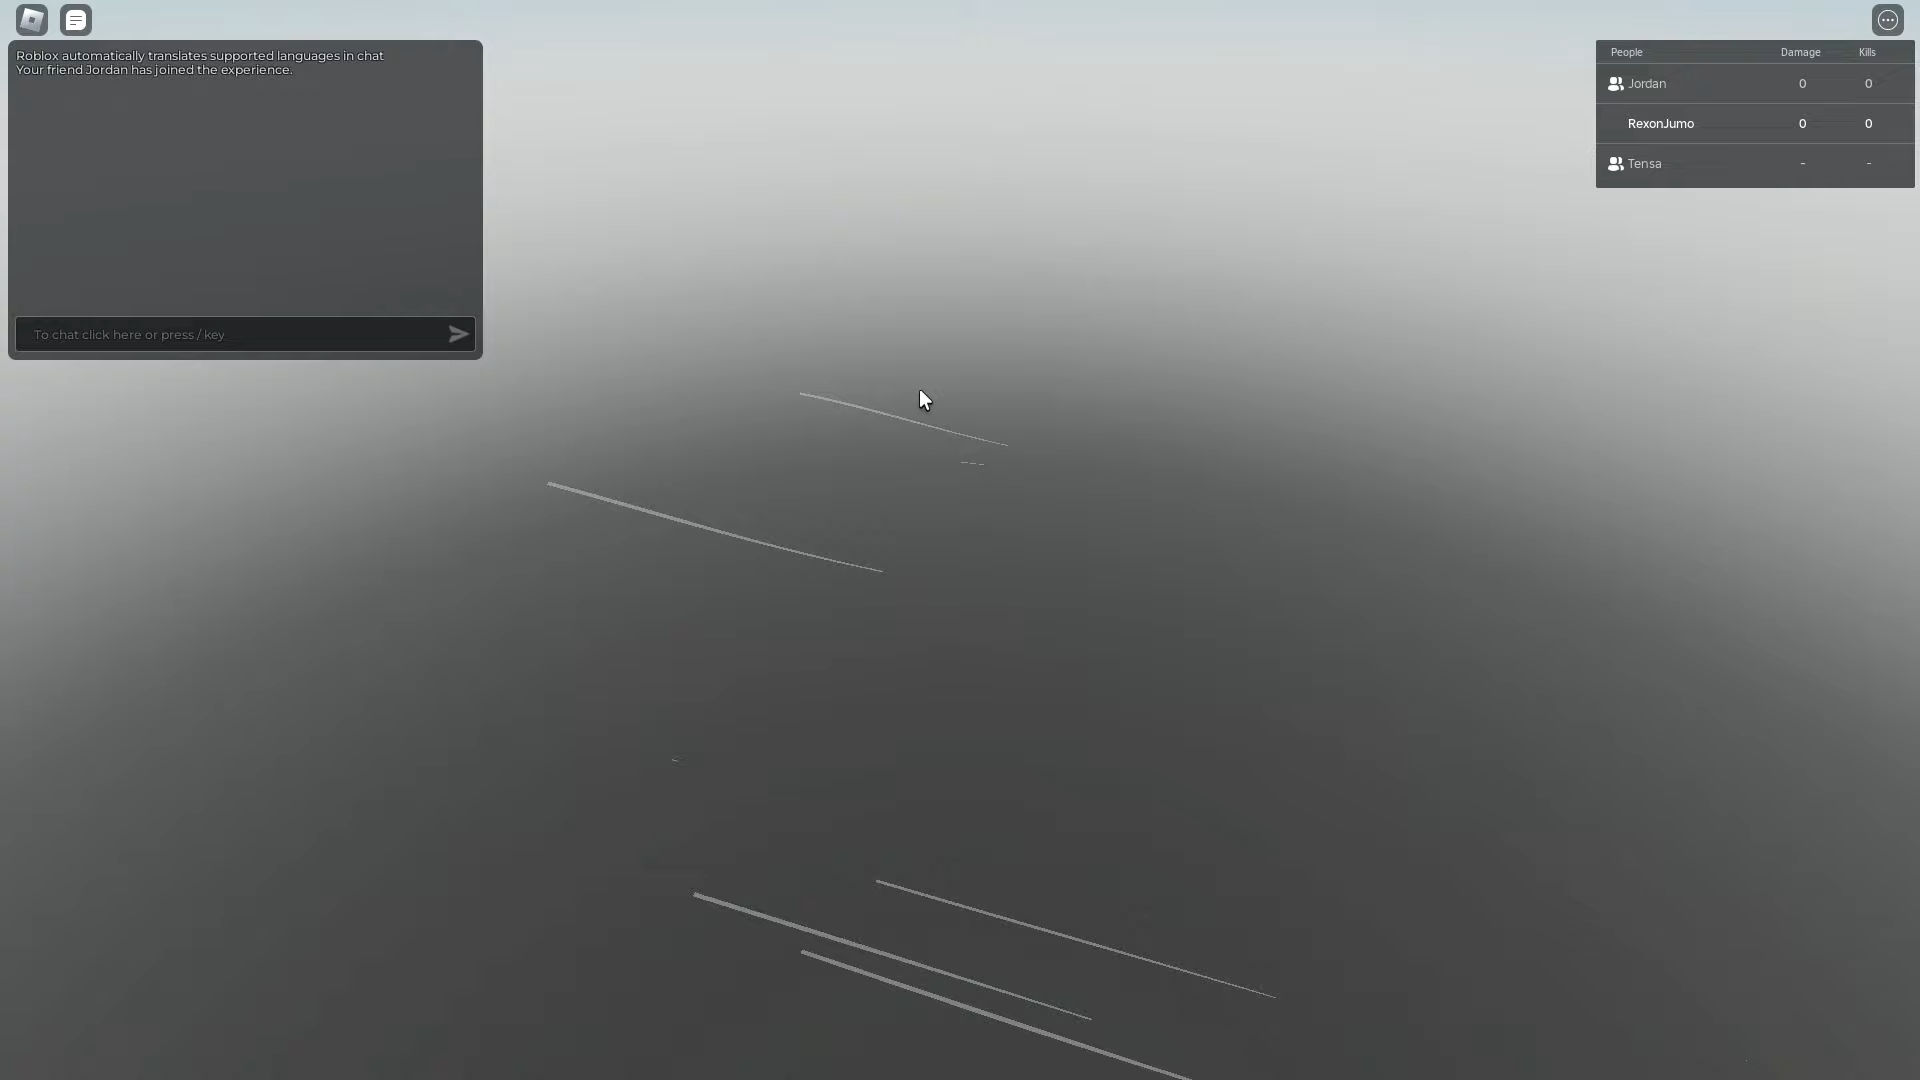 Roblox automatically translates supported languages in chat
Your friend Jordan has joined the experience.
To chat click here or press / key
People Damage Kills
Jordan 0 0
RexonJumo 0 0
Tensa - -